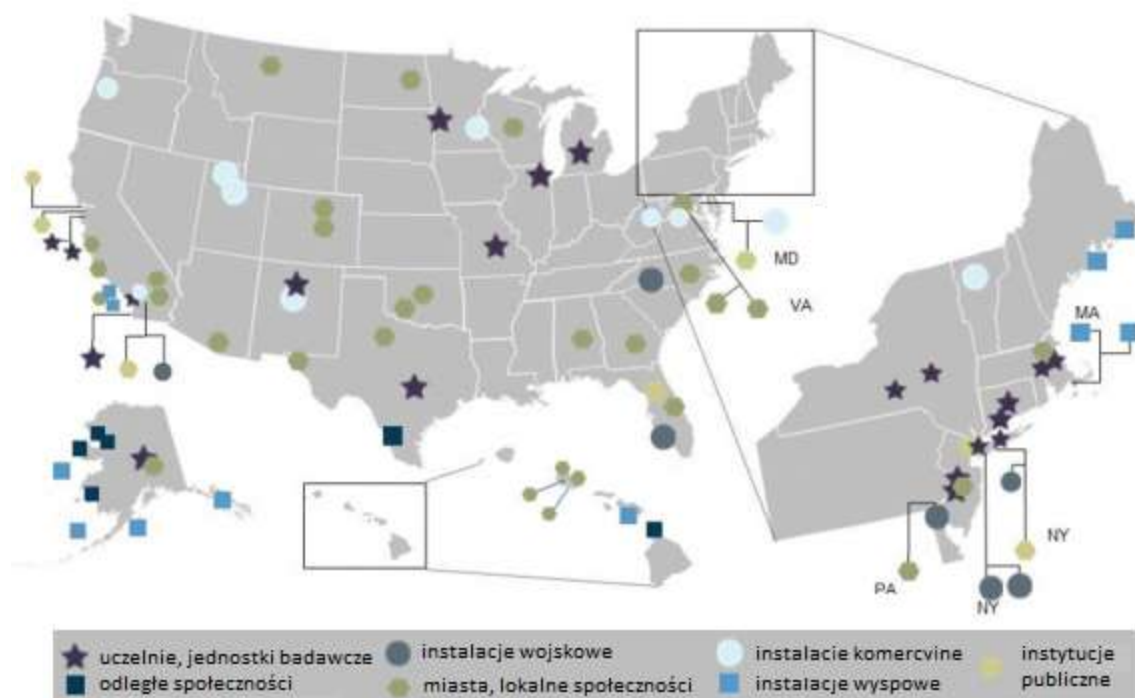 MD
VA
MA
NY
PA
NY
uczelnie, jednostki badawcze
instalacje wojskowe
instalacie komercvine
instytucje
publiczne
odległe społeczności
miasta, lokalne społeczności
instalacje wyspowe